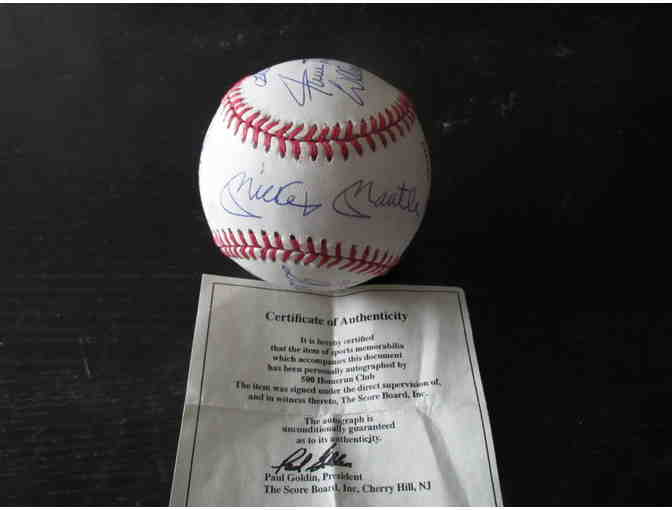 Mickey Mantle
Certificate of Authenticity
It is hereby certified
that the item of sports memorabilia
which accompanies this document
has been personally autographed by
500 Homerun Club
The item was signed under the direct supervision of,
and in witness thereto, The Score Board, Inc.
The autograph is
unconditionally guaranteed
as to its authenticity.
Paul Goldin
Paul Goldin, President
The Score Board, Inc, Cherry Hill, NJ